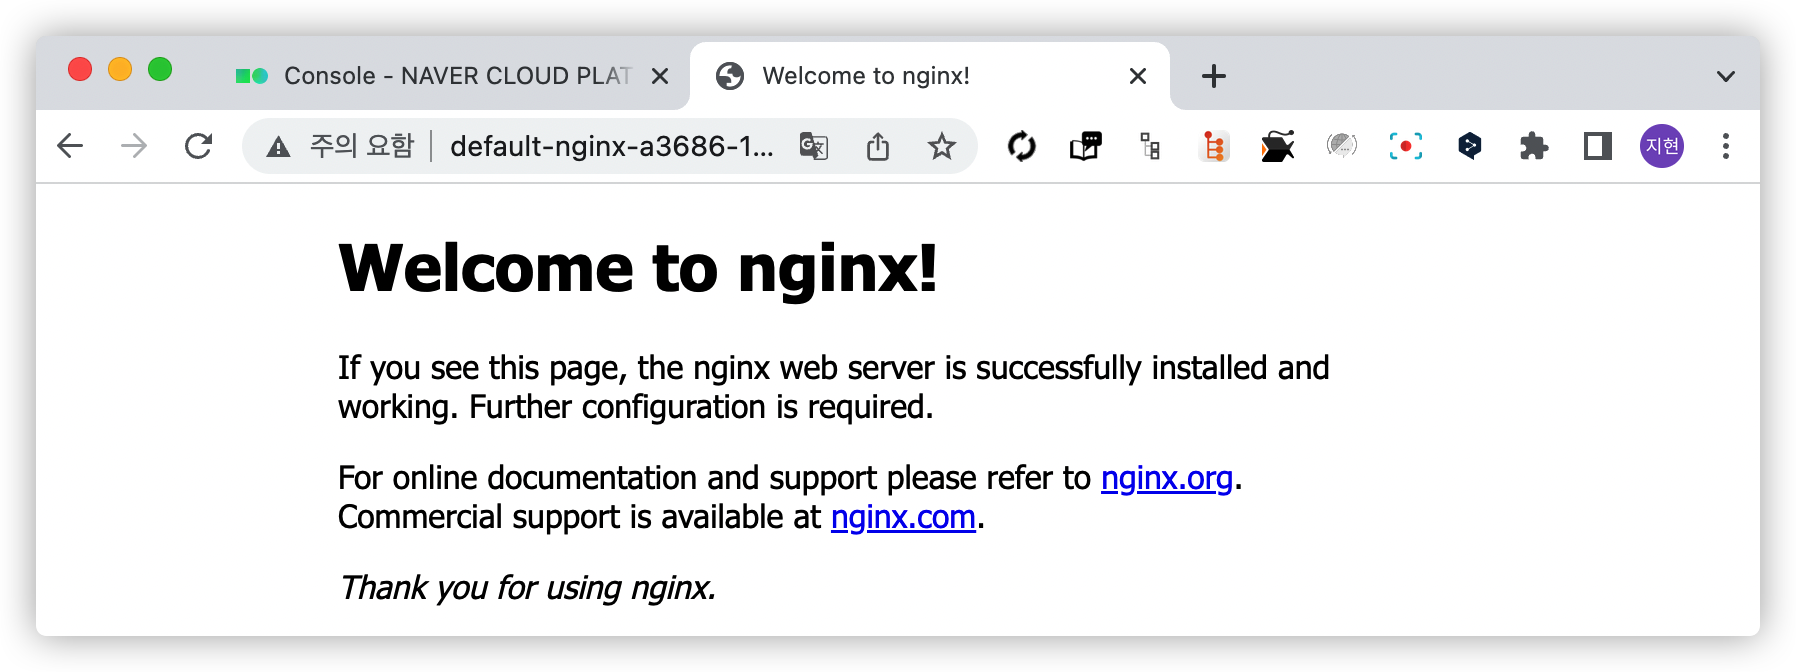 Console - NAVER CLOUD PLAT
Welcome to nginx!
주의 요함
default-nginx-a3686-1...
지현
Welcome to nginx!
If you see this page, the nginx web server is successfully installed and
working. Further configuration is required.
For online documentation and support please refer to nginx.org.
Commercial support is available at nginx.com.
Thank you for using nginx.